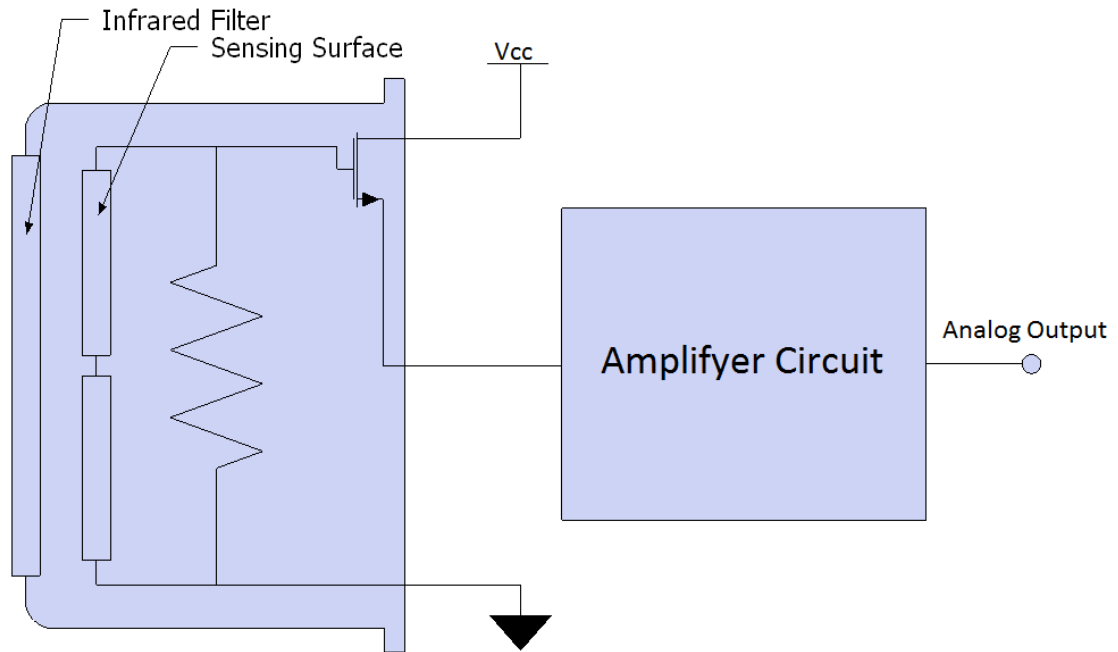 Infrared Filter
Sensing Surface
Vcc
Amplifyer Circuit
Analog Output